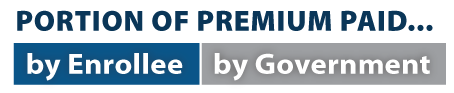 PORTION OF PREMIUM PAID...
by Enrollee by Government